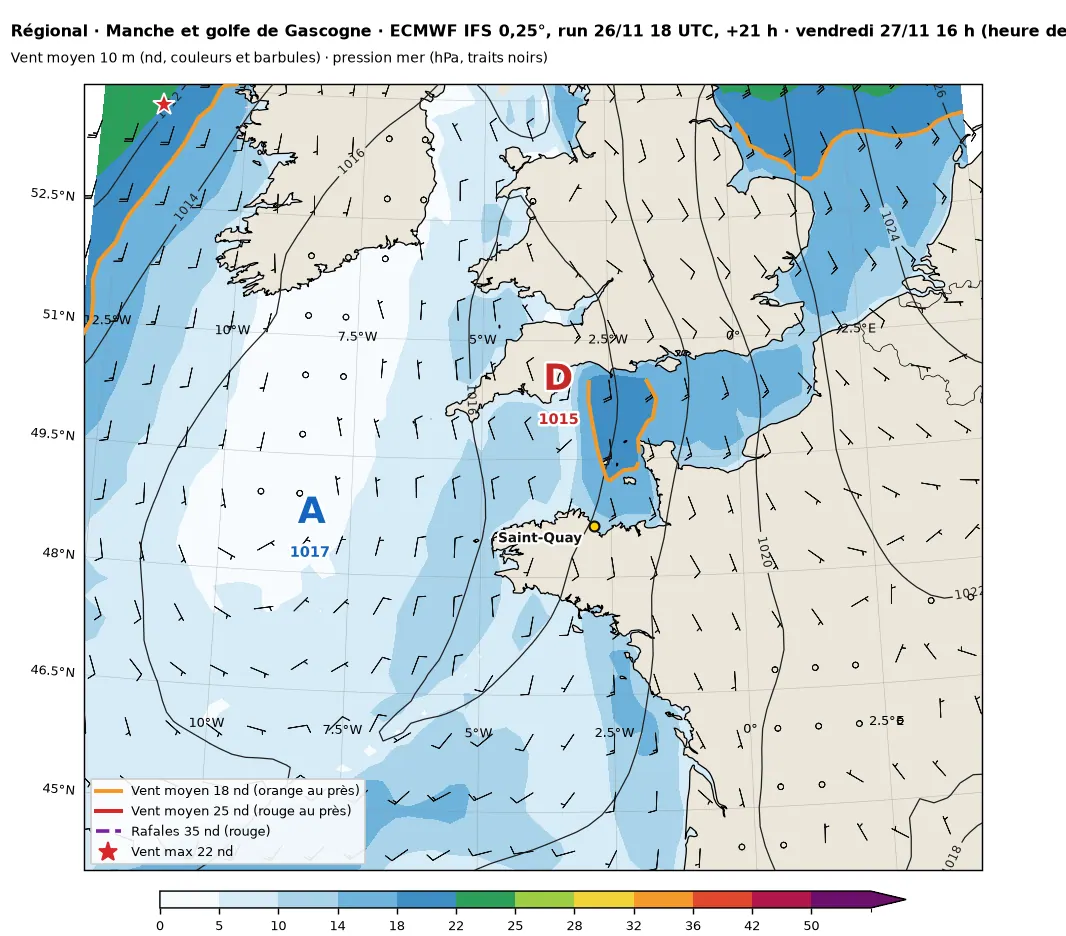 Régional · Manche et golfe de Gascogne · ECMWF IFS 0,25°, run 26/11 18 UTC, +21 h · vendredi 27/11 16 h (heure de
Vent moyen 10 m (nd, couleurs et barbules) · pression mer (hPa, traits noirs)
1016
52.5°N
1014
1024
51°N
12.5°W
10°W
7.5°W
5°W
2.5°W
0°
2.5°E
D
1015
1016
49.5°N
A
1017
Saint-Quay
48°N
1020
1022
46.5°N
10°W
7.5°W
5°W
2.5°W
0°
2.5°E
45°N
1018
Vent moyen 18 nd (orange au près)
Vent moyen 25 nd (rouge au près)
Rafales 35 nd (rouge)
Vent max 22 nd
0 5 10 14 18 22 25 28 32 36 42 50